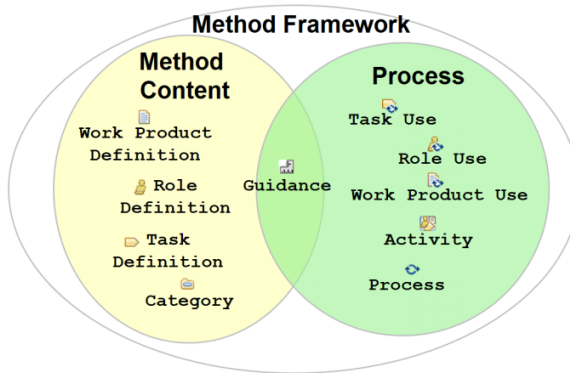 Method Framework
Method
Content
Work Product
Definition
Role
Definition
Task
Definition
Category
Guidance
Process
Task Use
Role Use
Work Product Use
Activity
Process